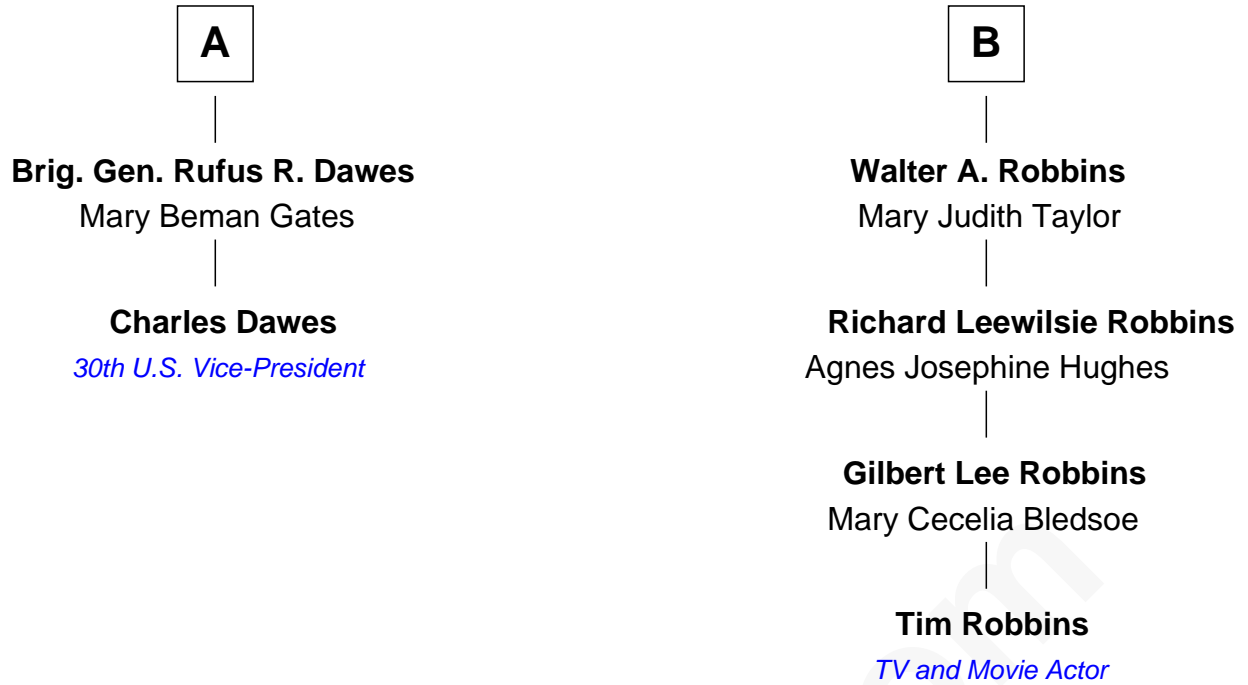 A
Brig. Gen. Rufus R. Dawes
Mary Beman Gates
Charles Dawes
30th U.S. Vice-President
B
Walter A. Robbins
Mary Judith Taylor
Richard Leewilsie Robbins
Agnes Josephine Hughes
Gilbert Lee Robbins
Mary Cecelia Bledsoe
Tim Robbins
TV and Movie Actor